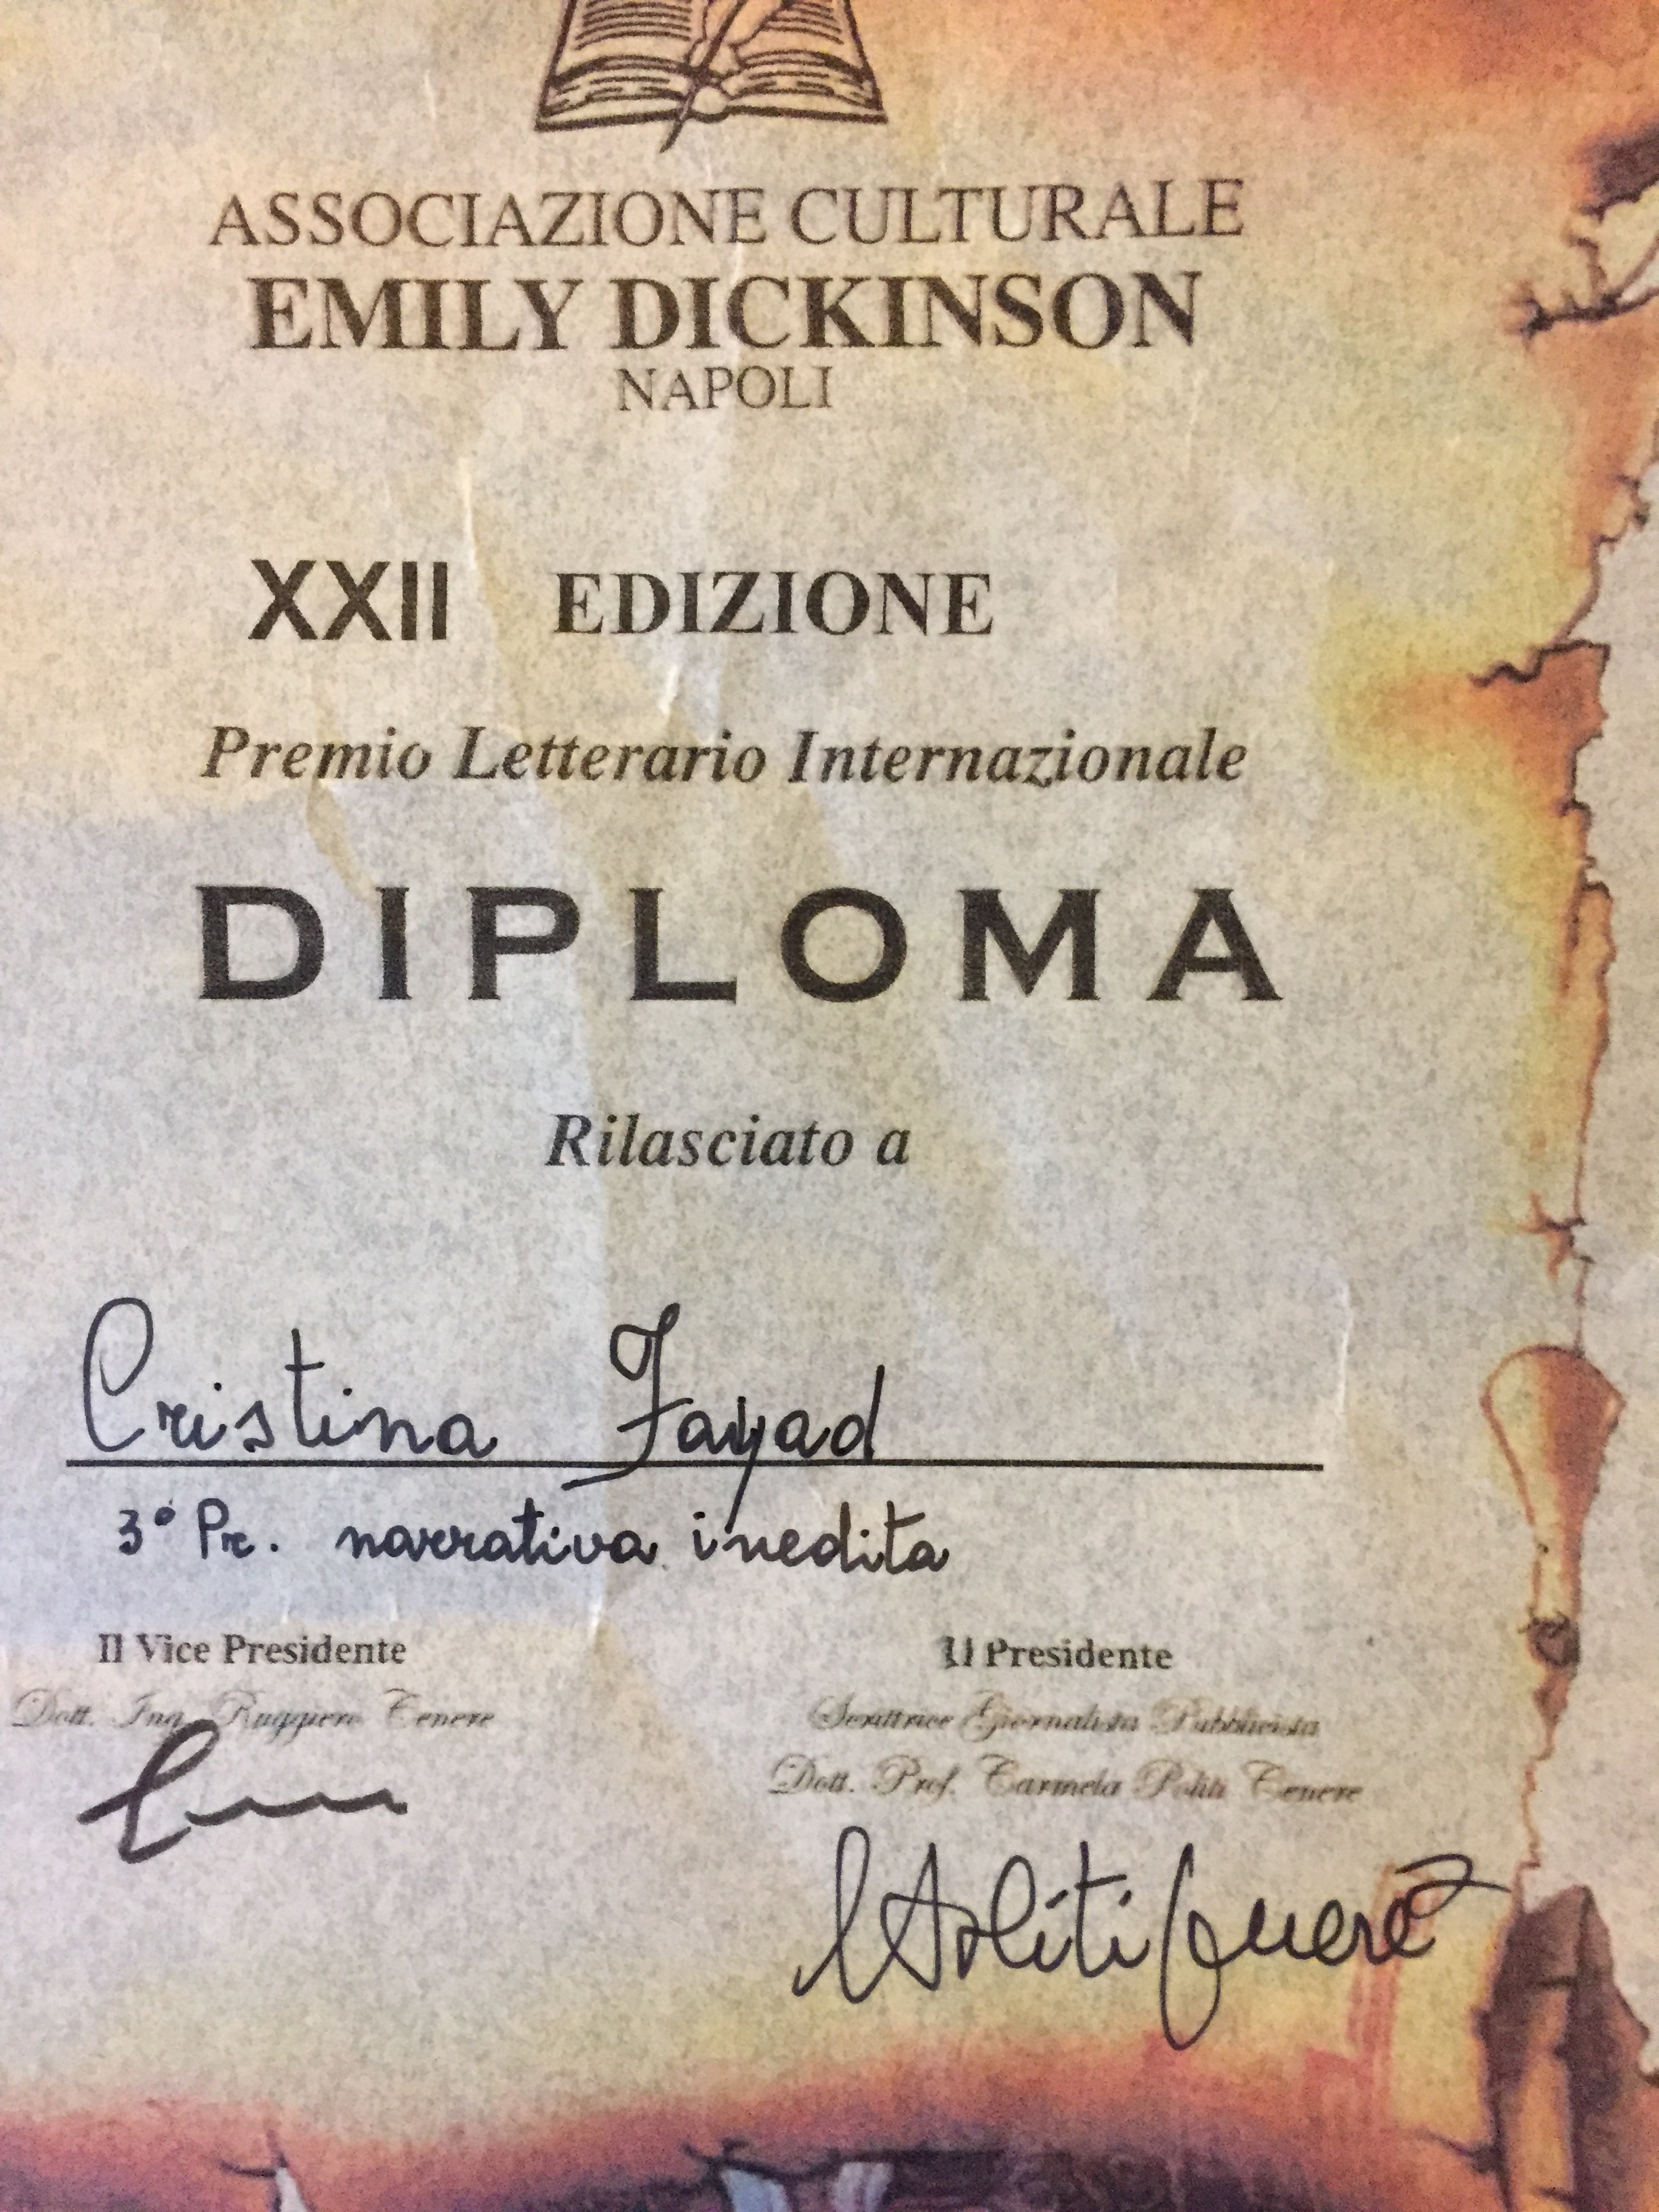 ASSOCIAZIONE CULTURALE
EMILY DICKINSON
NAPOLI
XXII EDIZIONE
Premio Letterario Internazionale
DIPLOMA
Rilasciato a
Cristina Fayad
3° Pr. narrativa inedita
Il Vice Presidente
Dott. Ing. Ruggiero Cenere
Il Presidente
Scrittrice Giornalista Pubblicista
Dott. Prof. Carmela Politi Cenere